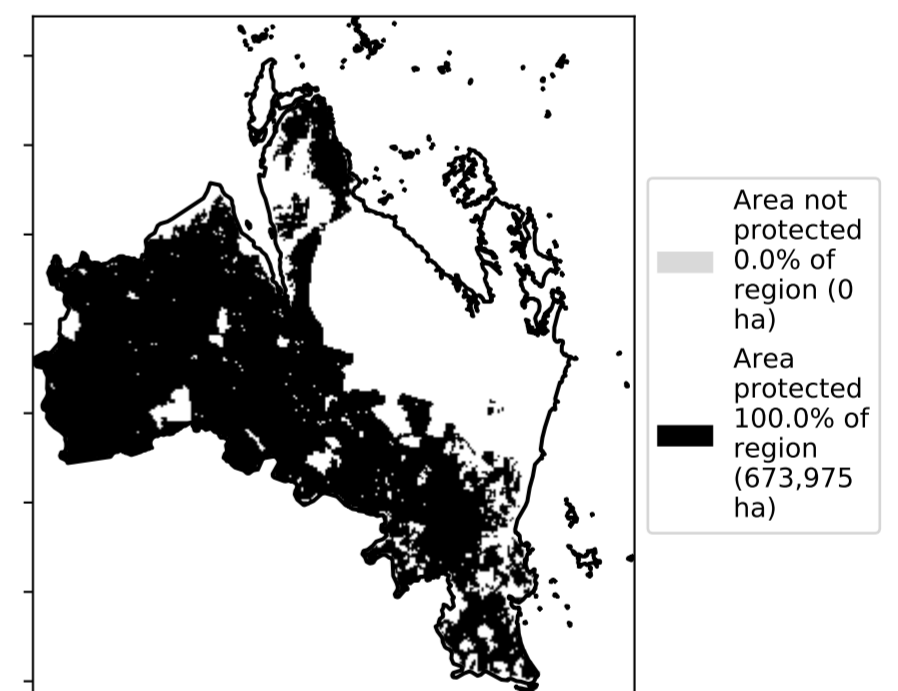 Area not
protected
0.0% of
region (0
ha)
Area
protected
100.0% of
region
(673,975
ha)